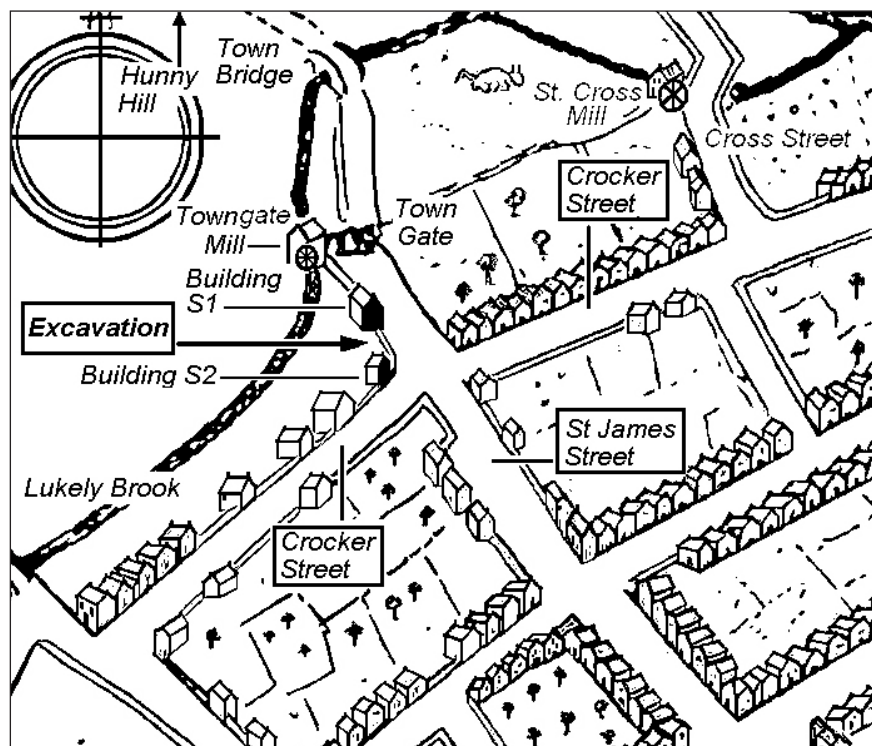 Hunny
Hill
Town
Bridge
St. Cross
Mill
Cross Street
Crocker
Street
Towngate
Mill
Town
Gate
Building
S1
Excavation
Building S2
St James
Street
Lukely Brook
Crocker
Street